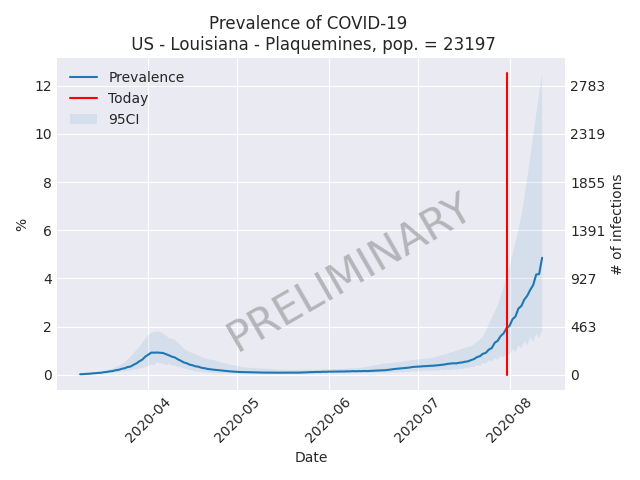 Prevalence of COVID-19
US - Louisiana - Plaquemines, pop. = 23197
Prevalence
Today
95CI
12
10
8
6
4
2
0
%
2783
2319
1855
1391
927
463
0
# of infections
PRELIMINARY
2020-04
2020-05
2020-06
2020-07
2020-08
Date